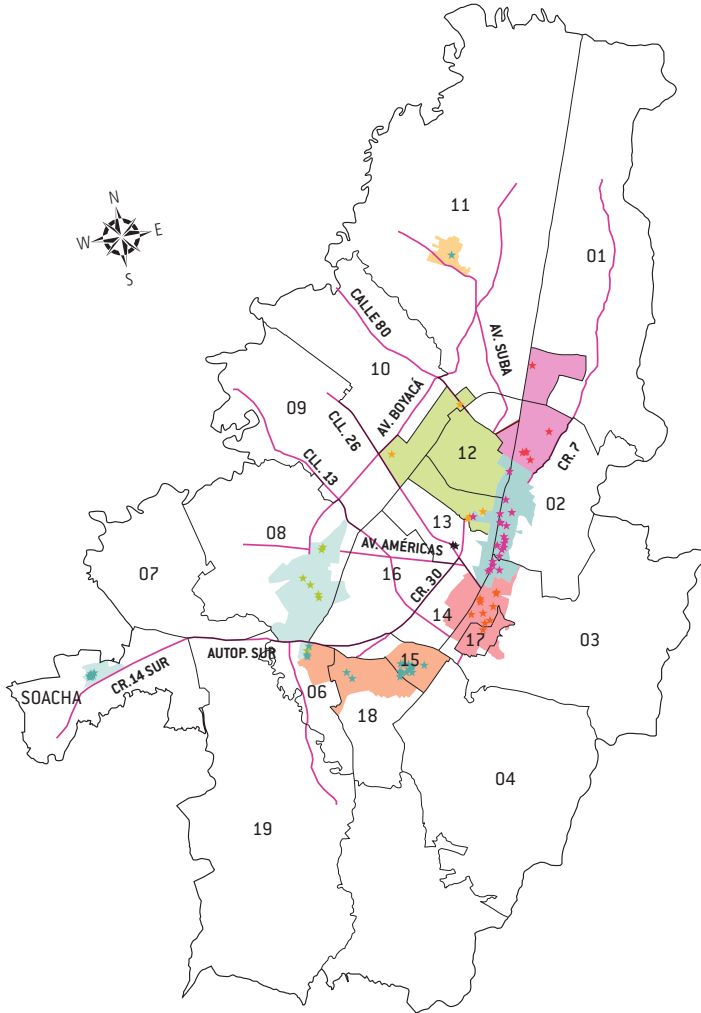 N
W
E
S
11
01
CALLE 80
AV. SUBA
10
AV. BOYACÁ
09
CLL. 26
12
CR. 7
CLL. 13
02
13
08
AV. AMÉRICAS
07
16
CR. 30
14
17
03
AUTOP. SUR
15
CR.14 SUR
SOACHA
06
18
04
19